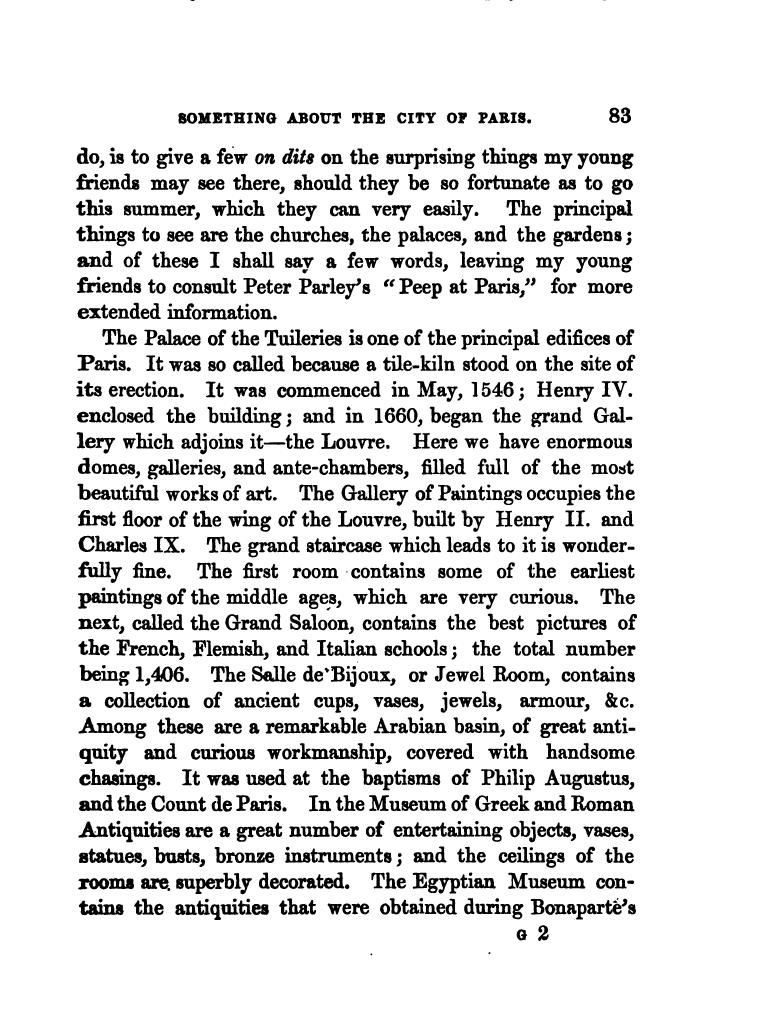 SOMETHING ABOUT THE CITY OF PARIS. 83
do, is to give a few on dits on the surprising things my young
friends may see there, should they be so fortunate as to go
this summer, which they can very easily. The principal
things to see are the churches, the palaces, and the gardens;
and of these I shall say a few words, leaving my young
friends to consult Peter Parley's "Peep at Paris," for more
extended information.
The Palace of the Tuileries is one of the principal edifices of
Paris. It was so called because a tile-kiln stood on the site of
its erection. It was commenced in May, 1546; Henry IV.
enclosed the building; and in 1660, began the grand Gal-
lery which adjoins it—the Louvre. Here we have enormous
domes, galleries, and ante-chambers, filled full of the most
beautiful works of art. The Gallery of Paintings occupies the
first floor of the wing of the Louvre, built by Henry II. and
Charles IX. The grand staircase which leads to it is wonder-
fully fine. The first room contains some of the earliest
paintings of the middle ages, which are very curious. The
next, called the Grand Saloon, contains the best pictures of
the French, Flemish, and Italian schools; the total number
being 1,406. The Salle de Bijoux, or Jewel Room, contains
a collection of ancient cups, vases, jewels, armour, &c.
Among these are a remarkable Arabian basin, of great anti-
quity and curious workmanship, covered with handsome
chasings. It was used at the baptisms of Philip Augustus,
and the Count de Paris. In the Museum of Greek and Roman
Antiquities are a great number of entertaining objects, vases,
statues, busts, bronze instruments; and the ceilings of the
rooms are superbly decorated. The Egyptian Museum con-
tains the antiquities that were obtained during Bonaparte's
G 2